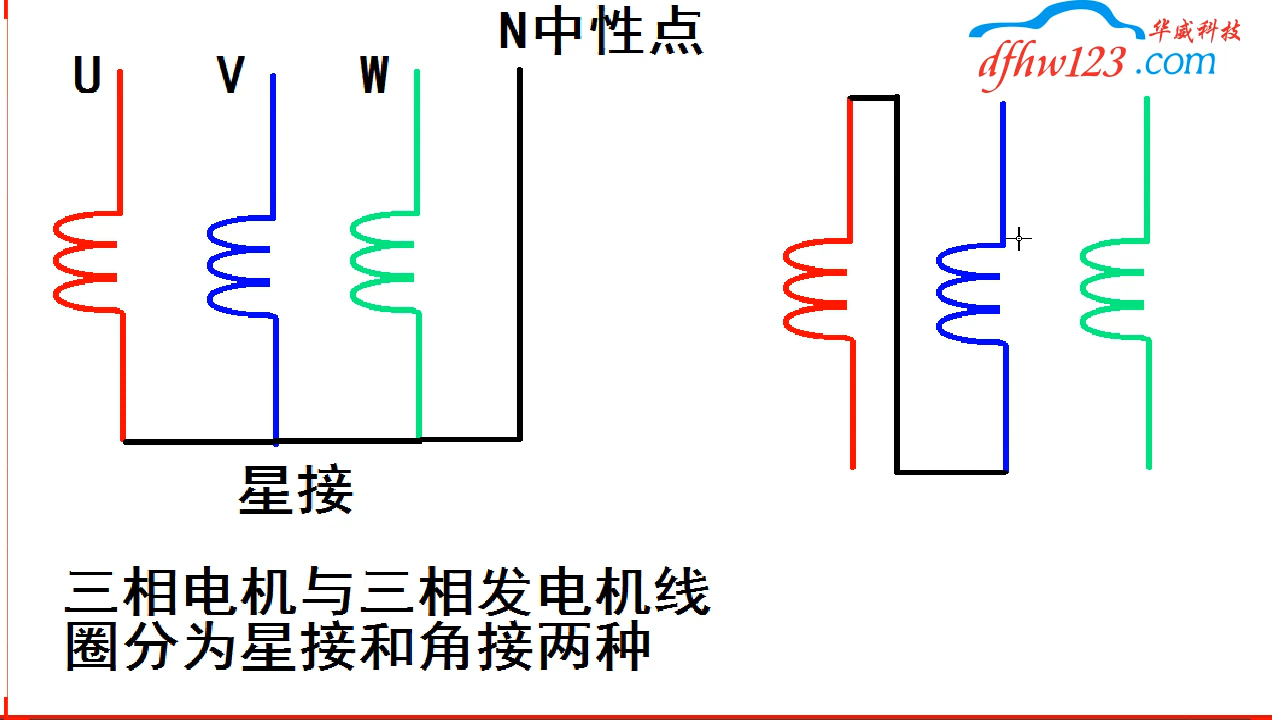 N中性点
华威科技
dfhw123.com
U V W
星接
三相电机与三相发电机线
圈分为星接和角接两种